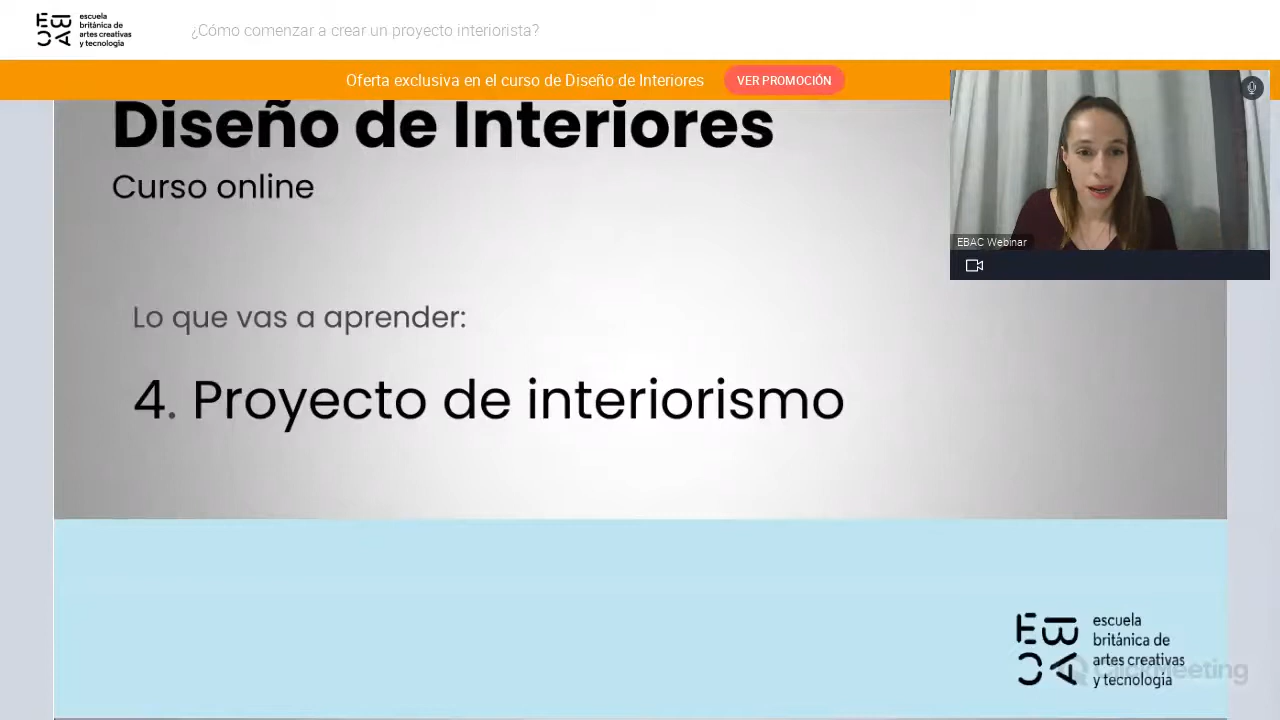 escuela
británica de
artes creativas
y tecnología
¿Cómo comenzar a crear un proyecto interiorista?
Oferta exclusiva en el curso de Diseño de Interiores
VER PROMOCIÓN
Diseño de Interiores
Curso online
EBAC Webinar
Lo que vas a aprender:
4. Proyecto de interiorismo
EBAC
escuela
británica de
artes creativas
y tecnología
ClickMeeting